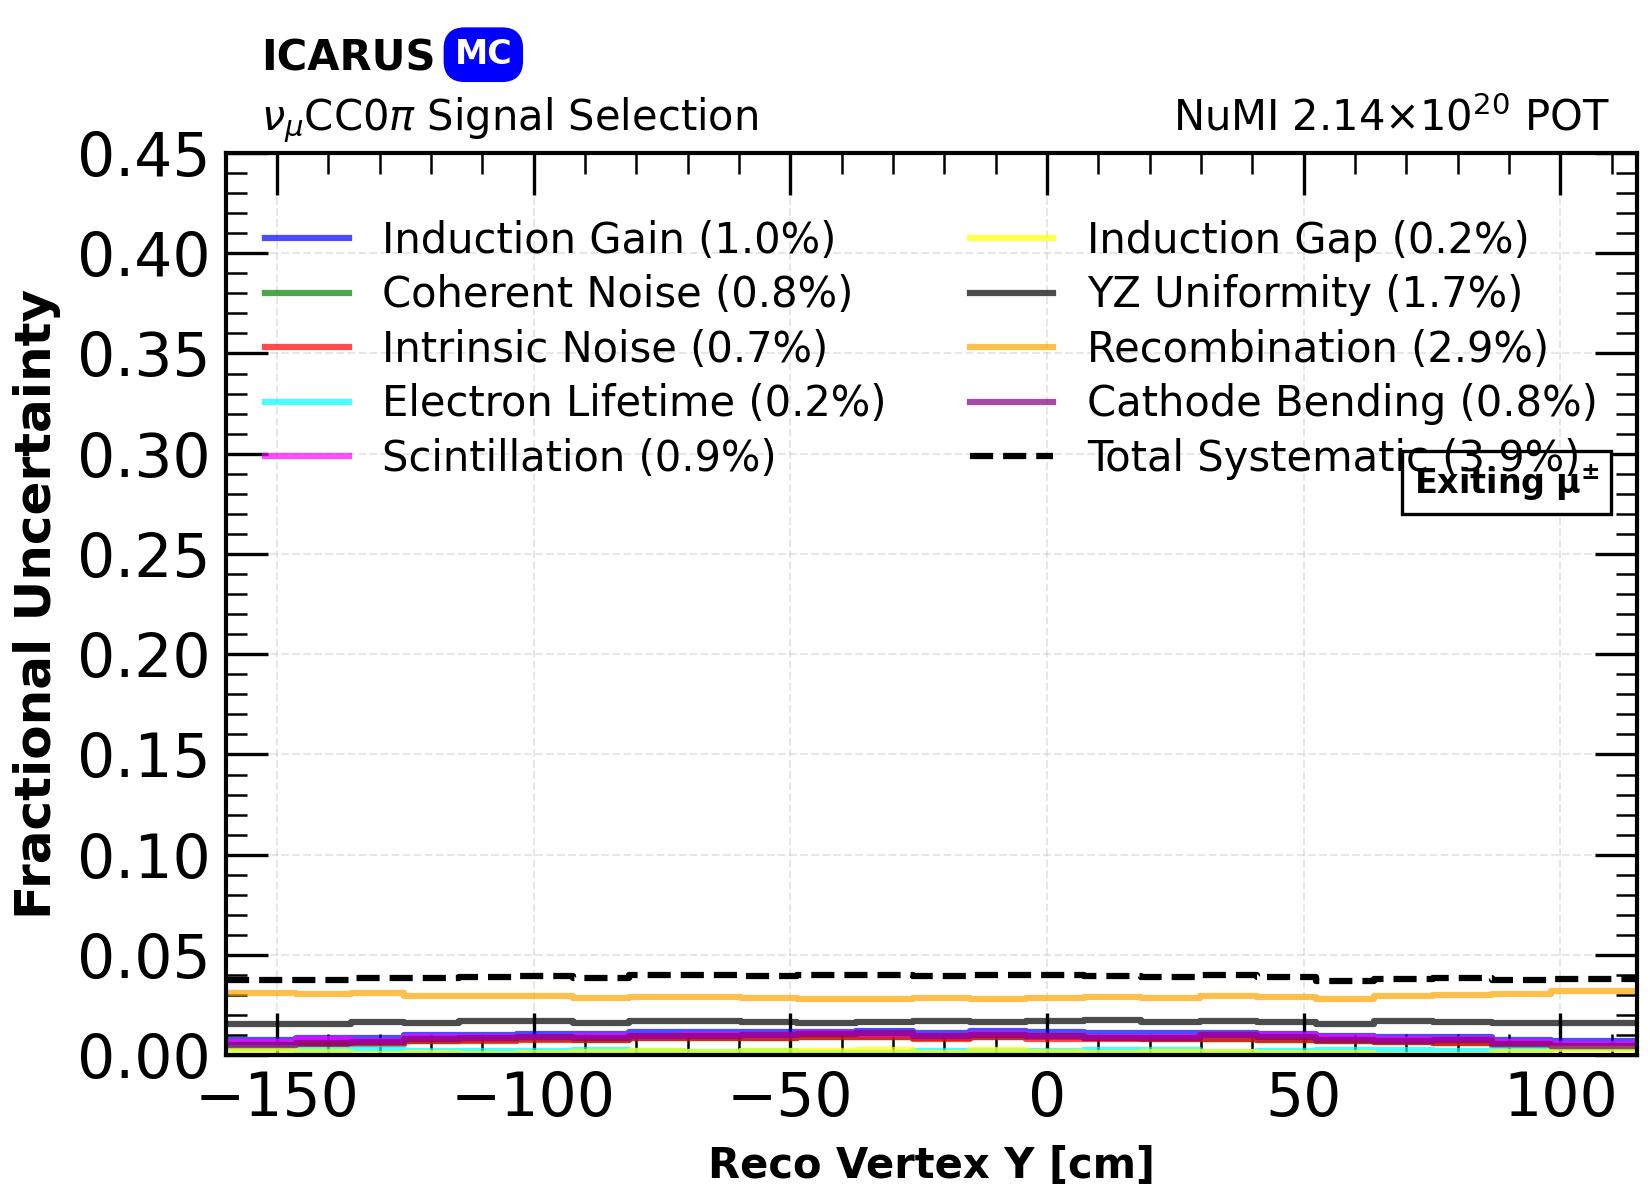 ICARUS MC
νμCC0π Signal Selection
NuMI 2.14×10²⁰ POT
Fractional Uncertainty
0.45
0.40
0.35
0.30
0.25
0.20
0.15
0.10
0.05
0.00
Induction Gain (1.0%)
Coherent Noise (0.8%)
Intrinsic Noise (0.7%)
Electron Lifetime (0.2%)
Scintillation (0.9%)
Induction Gap (0.2%)
YZ Uniformity (1.7%)
Recombination (2.9%)
Cathode Bending (0.8%)
Total Systematic (3.9%)
Exiting μ±
−150 −100 −50 0 50 100
Reco Vertex Y [cm]